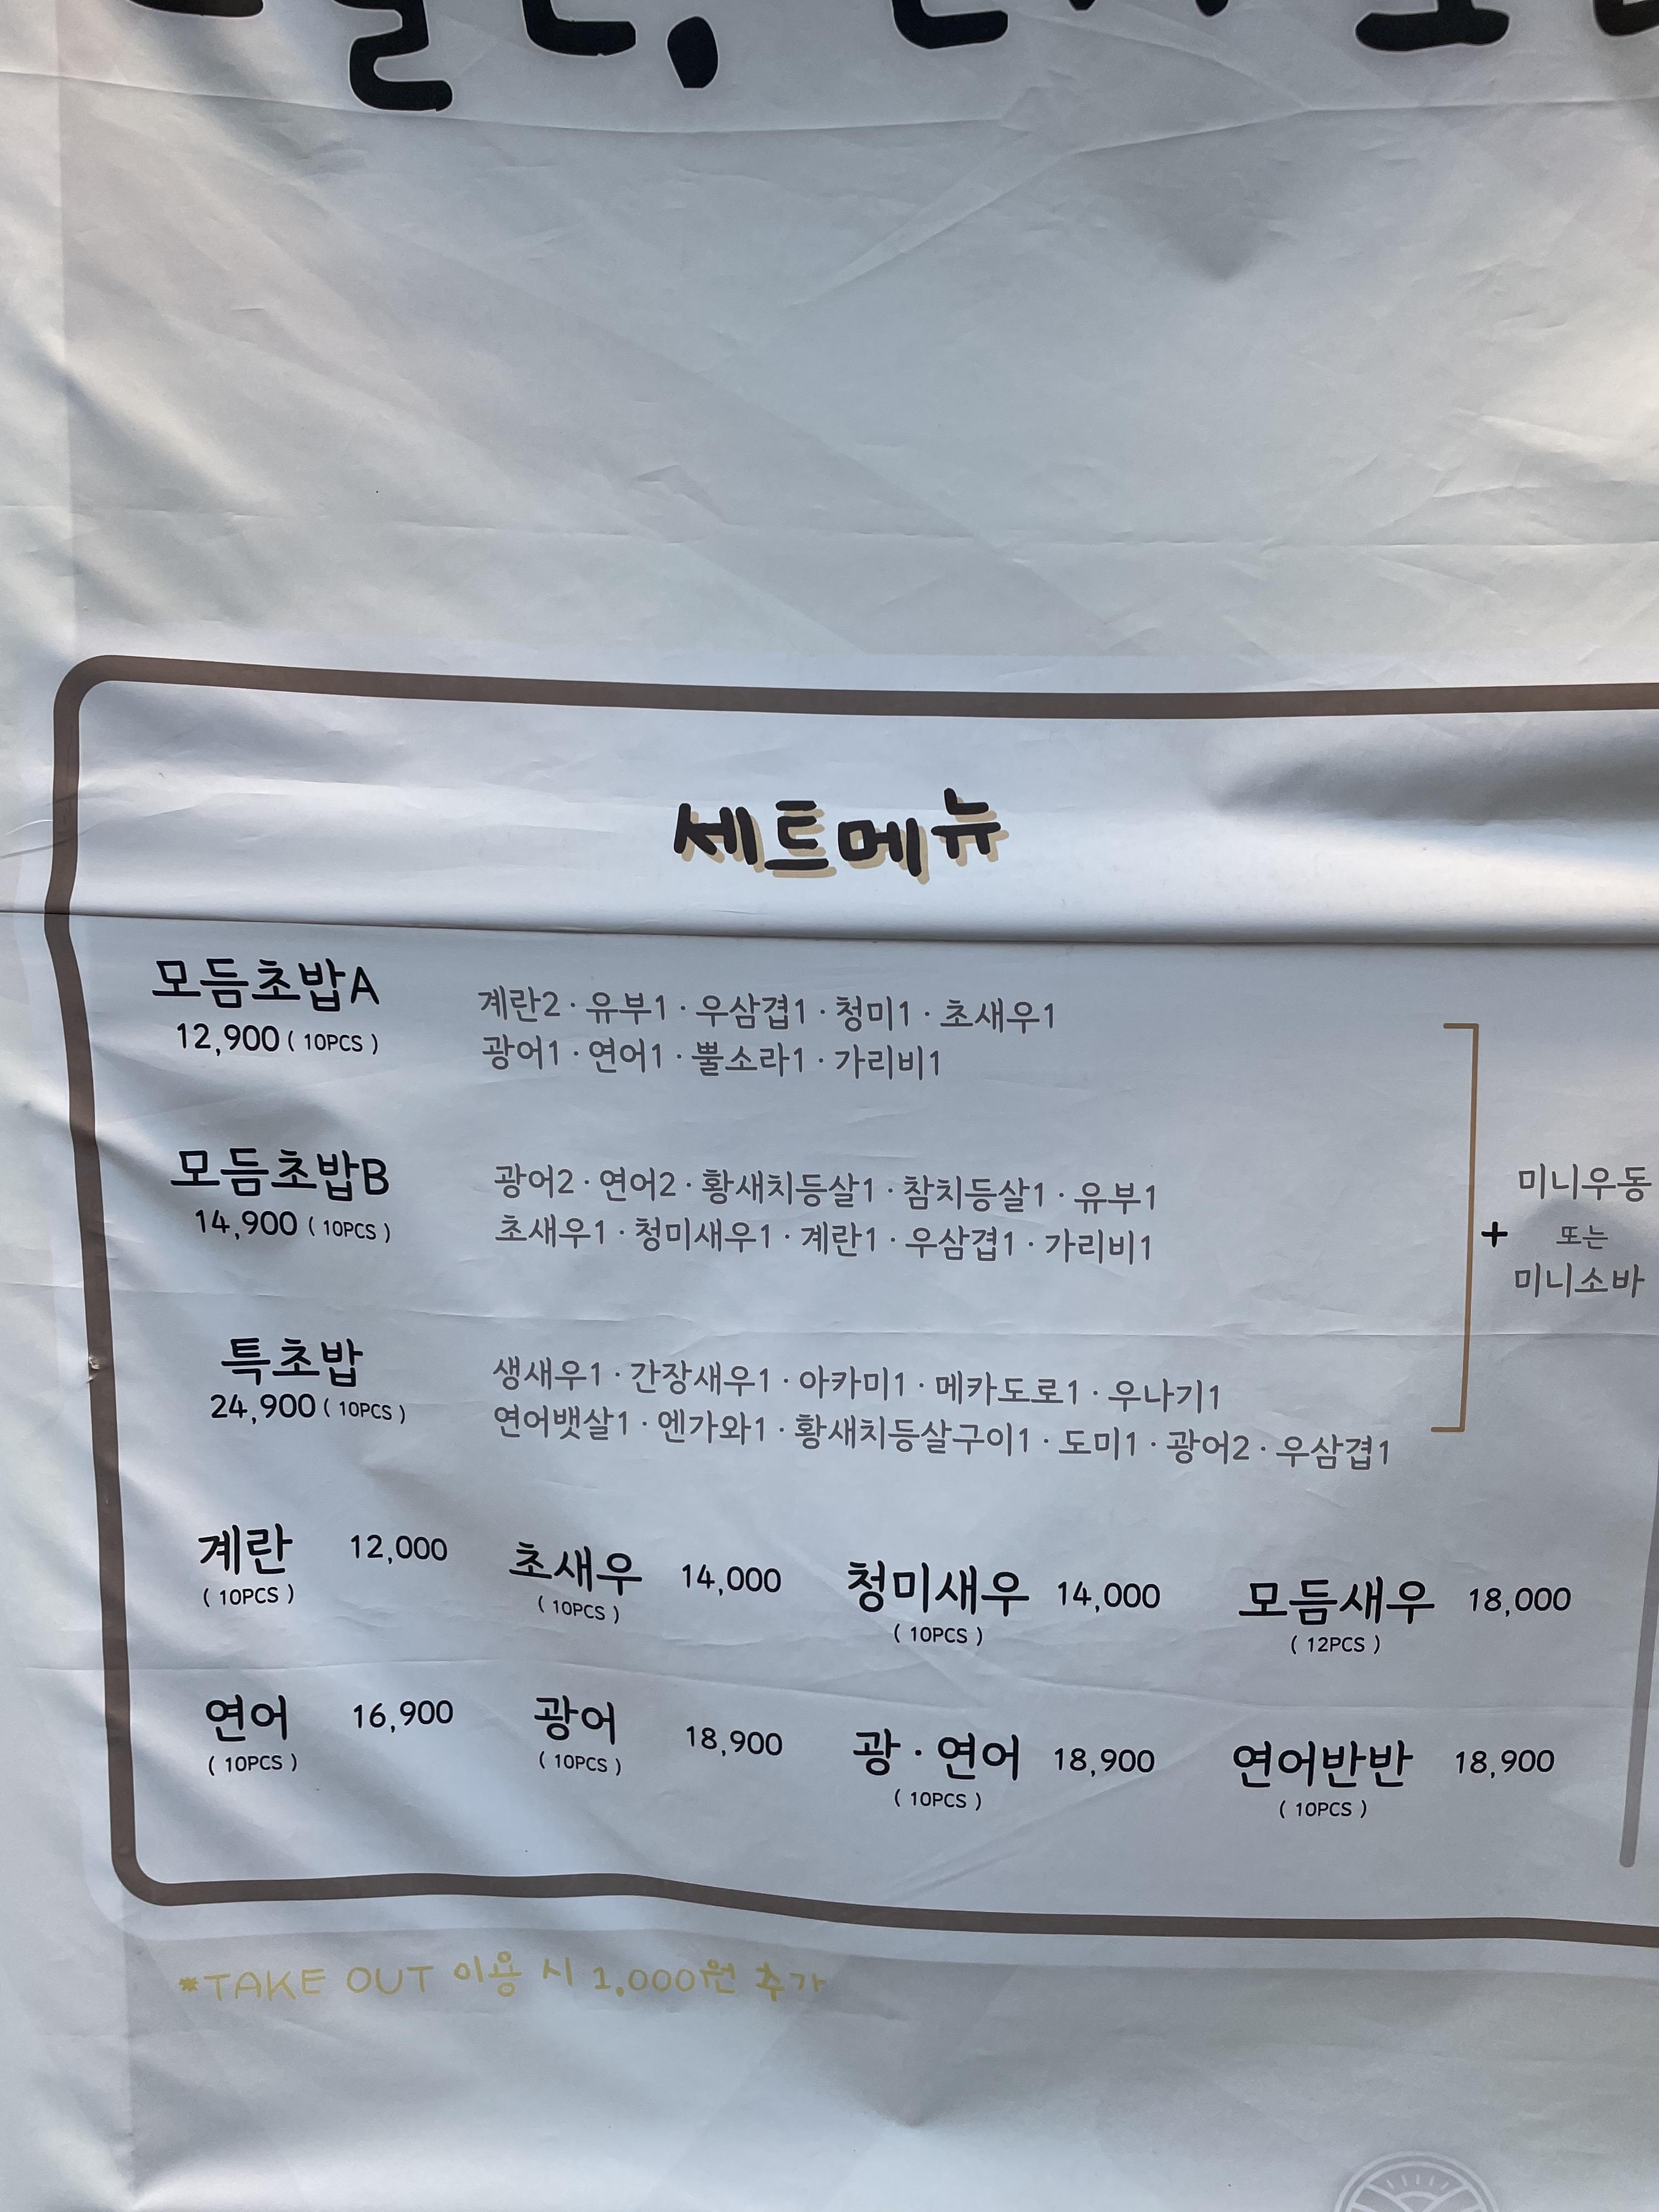 세트메뉴
모듬초밥A
12,900 ( 10PCS )
계란2 · 유부1 · 우삼겹1 · 청미1 · 초새우1
광어1 · 연어1 · 뿔소라1 · 가리비1
모듬초밥B
14,900 ( 10PCS )
광어2 · 연어2 · 황새치등살1 · 참치등살1 · 유부1
초새우1 · 청미새우1 · 계란1 · 우삼겹1 · 가리비1
특초밥
24,900 ( 10PCS )
생새우1 · 간장새우1 · 아카미1 · 메카도로1 · 우나기1
연어뱃살1 · 엔가와1 · 황새치등살구이1 · 도미1 · 광어2 · 우삼겹1
+
미니우동
또는
미니소바
계란 12,000
( 10PCS )
초새우 14,000
( 10PCS )
청미새우 14,000
( 10PCS )
모듬새우 18,000
( 12PCS )
연어 16,900
( 10PCS )
광어 18,900
( 10PCS )
광 · 연어 18,900
( 10PCS )
연어반반 18,900
( 10PCS )
*TAKE OUT 이용 시 1,000원 추가